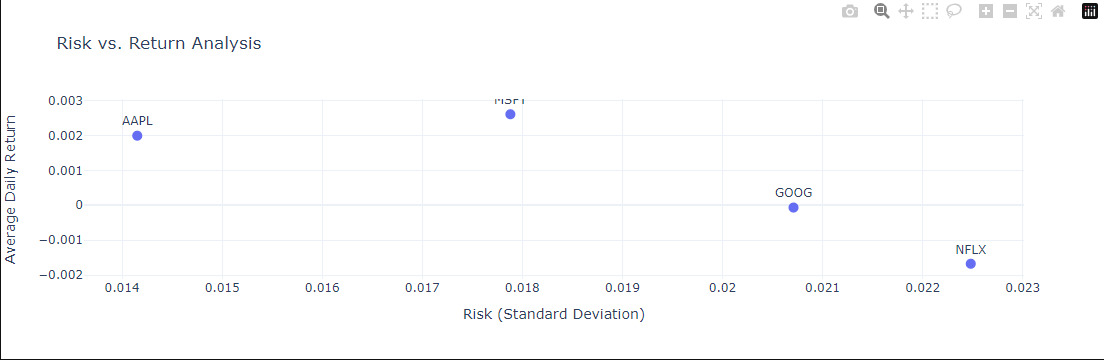 Risk vs. Return Analysis
Average Daily Return
0.003
0.002
0.001
0
−0.001
−0.002
AAPL
MSFT
GOOG
NFLX
0.014
0.015
0.016
0.017
0.018
0.019
0.02
0.021
0.022
0.023
Risk (Standard Deviation)